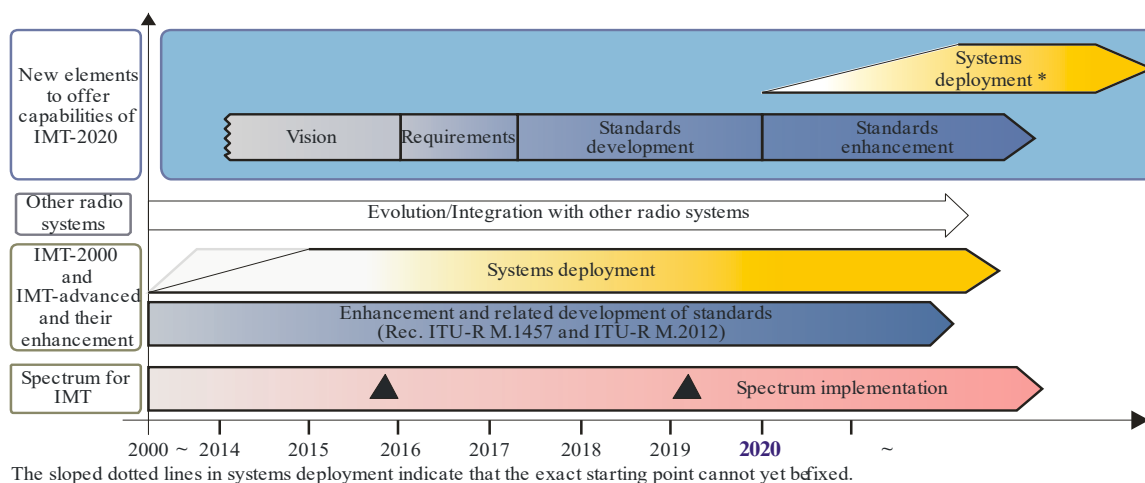 New elements
to offer
capabilities of
IMT-2020
Systems
deployment *
Vision
Requirements
Standards
development
Standards
enhancement
Other radio
systems
Evolution/Integration with other radio systems
IMT-2000
and
IMT-advanced
and their
enhancement
Systems deployment
Enhancement and related development of standards
(Rec. ITU-R M.1457 and ITU-R M.2012)
Spectrum for
IMT
Spectrum implementation
2000 ~ 2014 2015 2016 2017 2018 2019 2020 ~
The sloped dotted lines in systems deployment indicate that the exact starting point cannot yet be fixed.